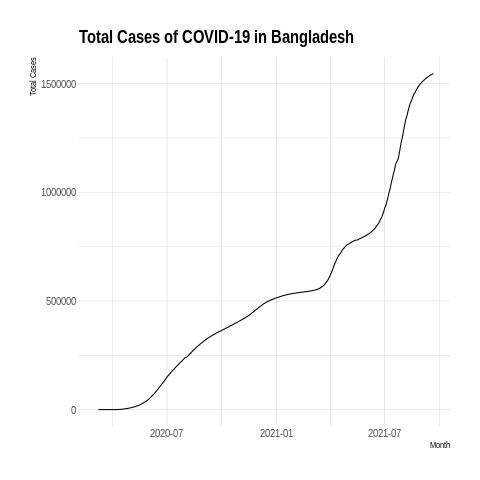 Total Cases of COVID-19 in Bangladesh
Total Cases
1500000
1000000
500000
0
2020-07 2021-01 2021-07
Month